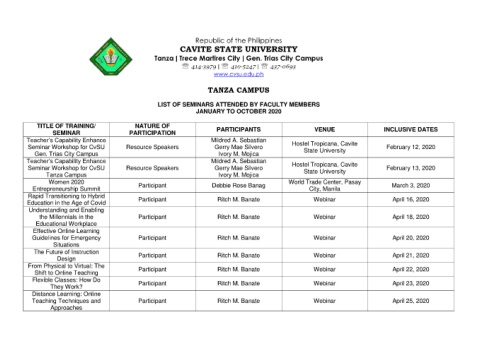 Republic of the Philippines
CAVITE STATE UNIVERSITY
Tanza | Trece Martires City | Gen. Trias City Campus
☏ 414-3979 | ☏ 410-5247 | ☏ 437-0693
www.cvsu.edu.ph
TANZA CAMPUS
LIST OF SEMINARS ATTENDED BY FACULTY MEMBERS
JANUARY TO OCTOBER 2020
TITLE OF TRAINING/ SEMINAR | NATURE OF PARTICIPATION | PARTICIPANTS | VENUE | INCLUSIVE DATES
Teacher's Capability Enhance Seminar Workshop for CvSU Gen. Trias City Campus | Resource Speakers | Mildred A. Sebastian Gerry Mae Silvero Ivory M. Mojica | Hostel Tropicana, Cavite State University | February 12, 2020
Teacher's Capability Enhance Seminar Workshop for CvSU Tanza Campus | Resource Speakers | Mildred A. Sebastian Gerry Mae Silvero Ivory M. Mojica | Hostel Tropicana, Cavite State University | February 13, 2020
Women 2020 Entrepreneurship Summit | Participant | Debbie Rose Banag | World Trade Center, Pasay City, Manila | March 3, 2020
Rapid Transitioning to Hybrid Education in the Age of Covid | Participant | Ritch M. Banate | Webinar | April 16, 2020
Understanding and Enabling the Millennials in the Educational Workplace | Participant | Ritch M. Banate | Webinar | April 18, 2020
Effective Online Learning Guidelines for Emergency Situations | Participant | Ritch M. Banate | Webinar | April 20, 2020
The Future of Instruction Design | Participant | Ritch M. Banate | Webinar | April 21, 2020
From Physical to Virtual: The Shift to Online Teaching | Participant | Ritch M. Banate | Webinar | April 22, 2020
Flexible Classes: How Do They Work? | Participant | Ritch M. Banate | Webinar | April 23, 2020
Distance Learning: Online Teaching Techniques and Approaches | Participant | Ritch M. Banate | Webinar | April 25, 2020